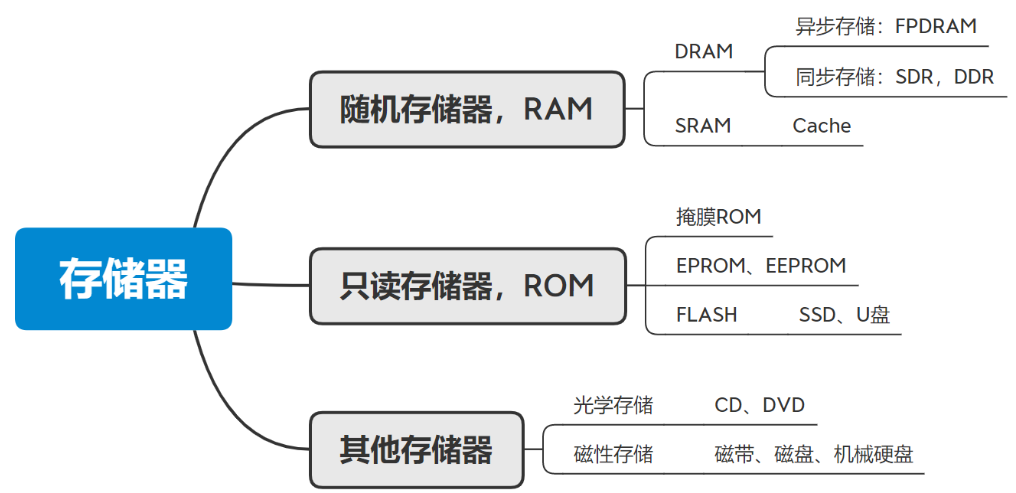 存储器
随机存储器，RAM
DRAM
异步存储：FPDRAM
同步存储：SDR，DDR
SRAM
Cache
只读存储器，ROM
掩膜ROM
EPROM、EEPROM
FLASH
SSD、U盘
其他存储器
光学存储
CD、DVD
磁性存储
磁带、磁盘、机械硬盘